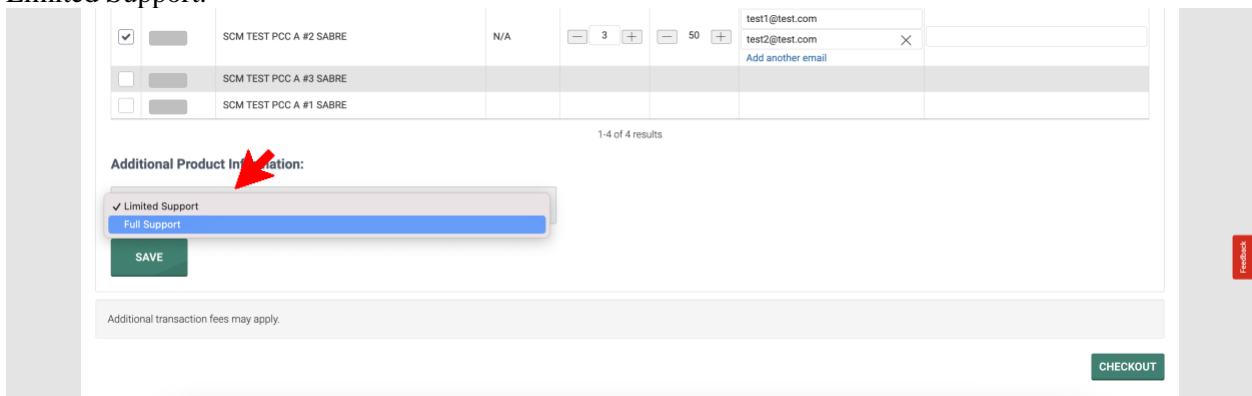 Limited Support.
test1@test.com
SCM TEST PCC A #2 SABRE N/A 3 50 test2@test.com
Add another email
SCM TEST PCC A #3 SABRE
SCM TEST PCC A #1 SABRE
1-4 of 4 results
Additional Product Information:
✓ Limited Support
Full Support
SAVE
Feedback
Additional transaction fees may apply.
CHECKOUT